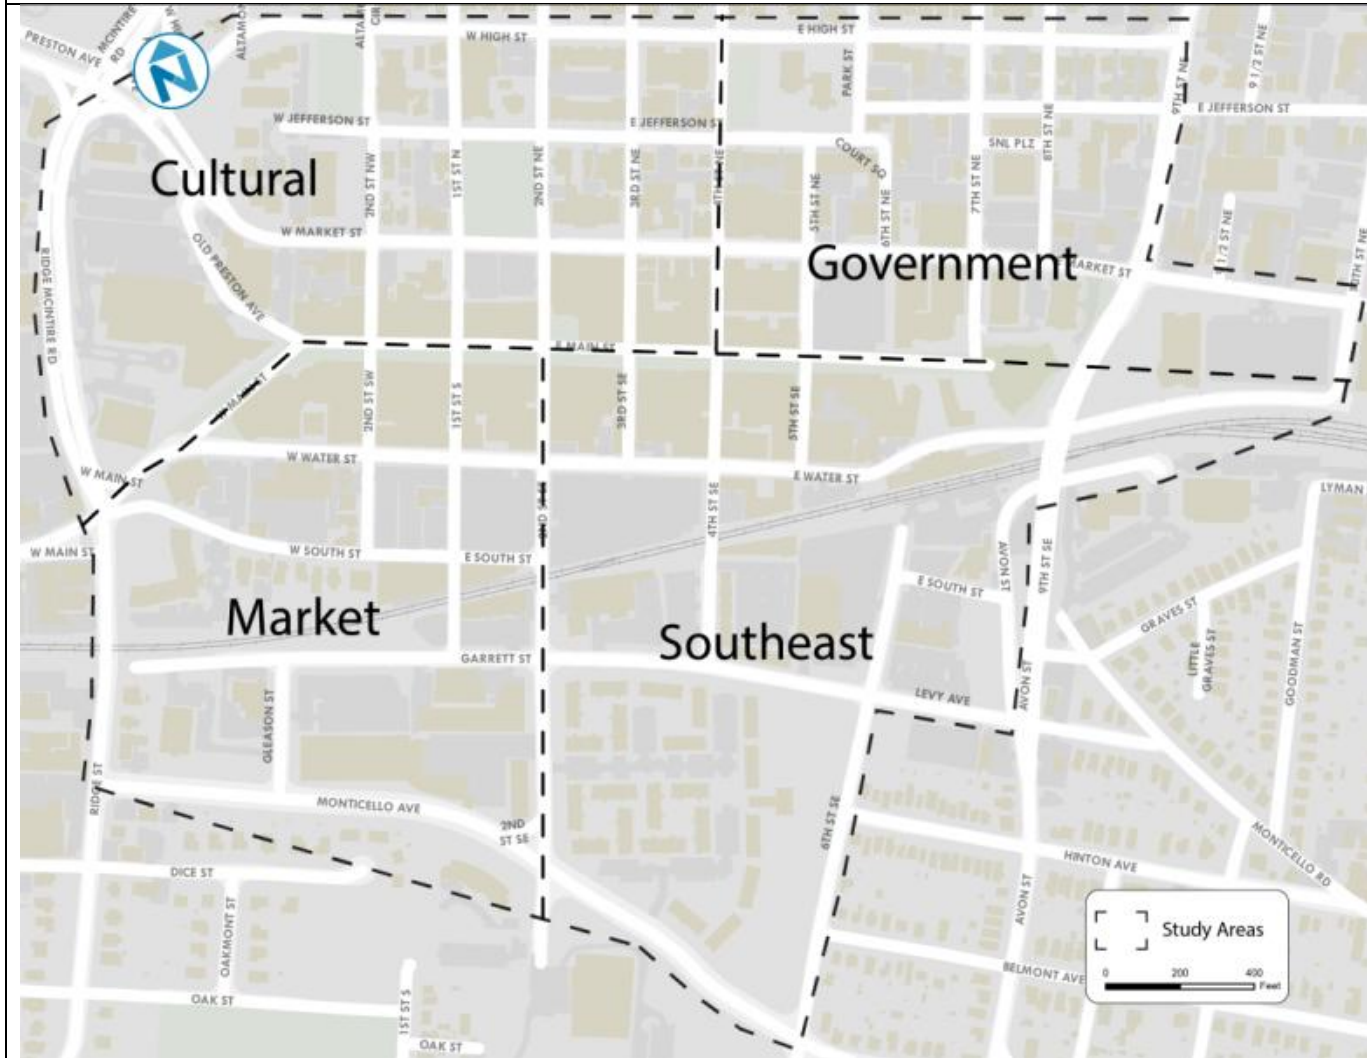 PRESTON AVE
MCINTIRE
RD
W HIGH ST
E HIGH ST
PARK ST
9TH ST NE
9 1/2 ST NE
E JEFFERSON ST
W JEFFERSON ST
E JEFFERSON ST
COURT SQ
SNL PLZ
8TH ST NE
7TH ST NE
Cultural
2ND ST NW
1ST ST N
2ND ST NE
3RD ST NE
4TH ST NE
5TH ST NE
6TH ST NE
W MARKET ST
OLD PRESTON AVE
Government
MARKET ST
1/2 ST NE
10TH ST NE
RIDGE MCINTIRE RD
E MAIN ST
W MAIN ST
2ND ST SW
1ST ST S
3RD ST SE
5TH ST SE
W WATER ST
E WATER ST
W MAIN ST
2ND ST SE
4TH ST SE
LYMAN
W MAIN ST
W SOUTH ST
E SOUTH ST
AVON ST
9TH ST SE
E SOUTH ST
GRAVES ST
LITTLE
GRAVES ST
GOODMAN ST
Market
Southeast
GARRETT ST
LEVY AVE
AVON ST
GLEASON ST
RIDGE ST
MONTICELLO AVE
2ND
ST SE
6TH ST SE
MONTICELLO RD
HINTON AVE
DICE ST
OAKMONT ST
AVON ST
BELMONT AVE
OAK ST
1ST ST S
OAK ST
Study Areas
0 200 400
Feet